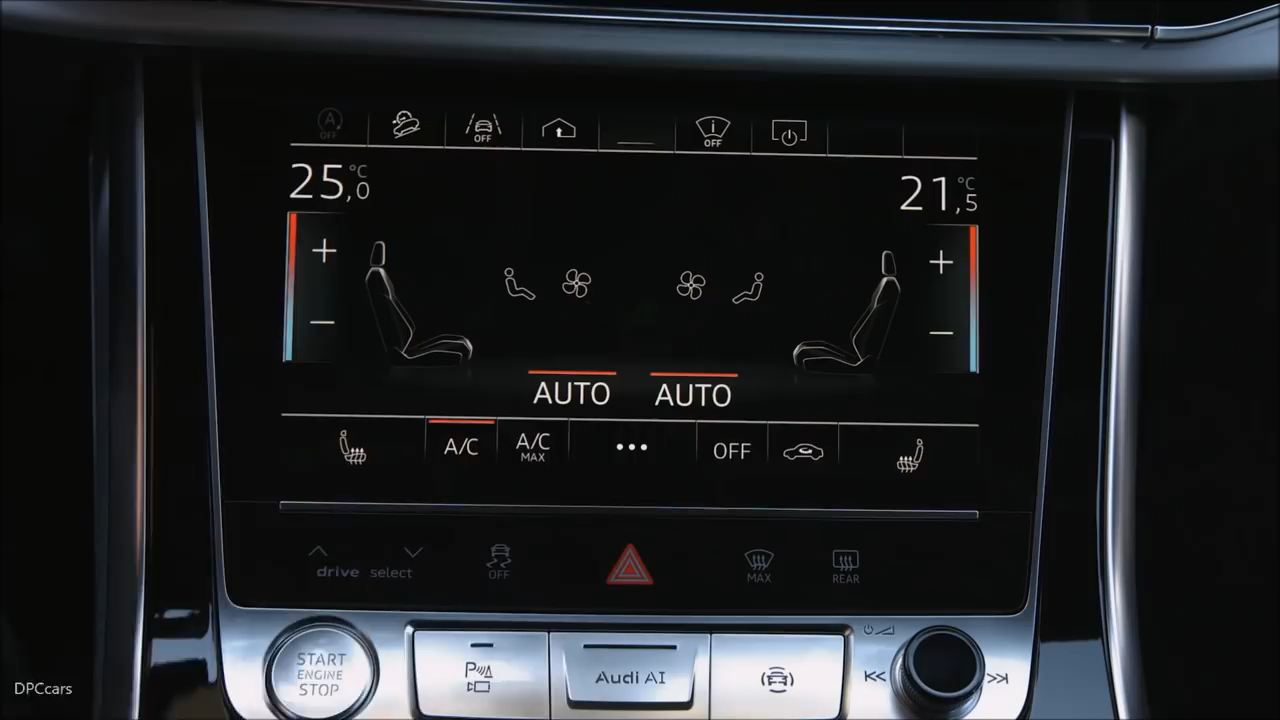 A
OFF
OFF
i
OFF
25,0 °C
21,5 °C
+
+
−
−
AUTO
AUTO
A/C
A/C
MAX
•••
OFF
drive select
OFF
MAX
REAR
START
ENGINE
STOP
P
Audi AI
DPCcars